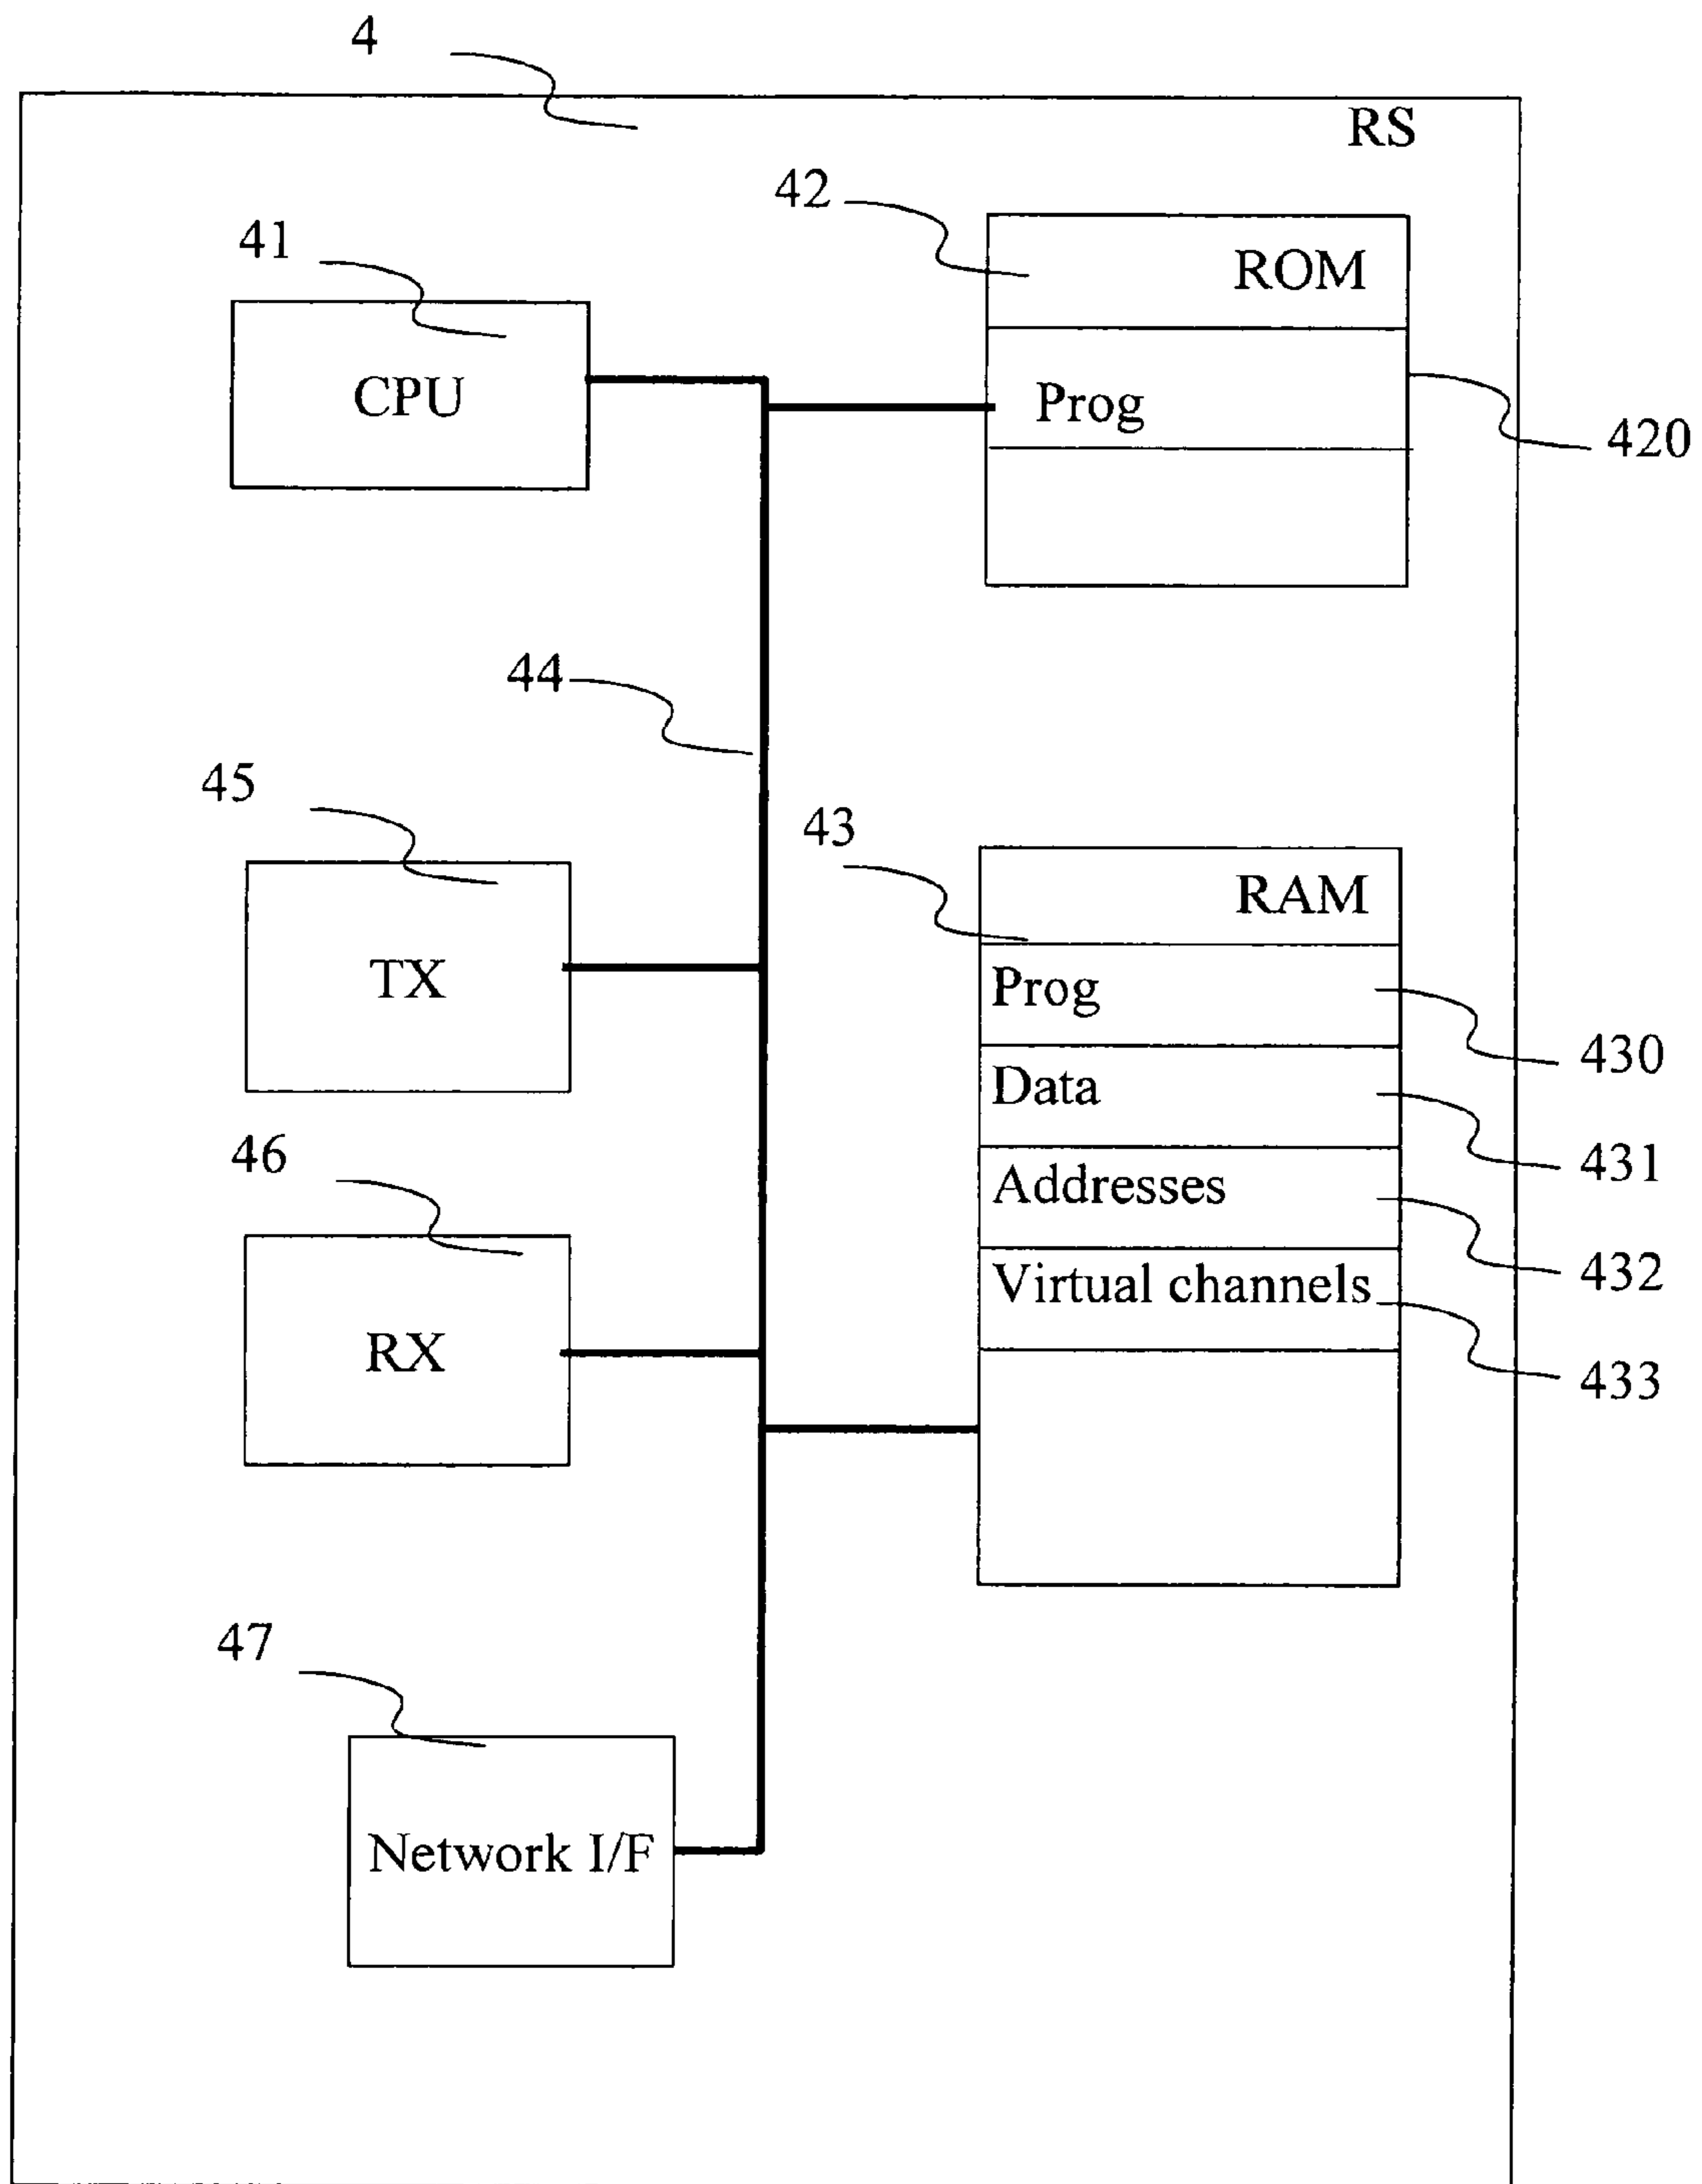 4
RS
42
41
ROM
CPU
Prog
420
44
45
43
RAM
TX
Prog
430
Data
46
431
Addresses
432
Virtual channels
RX
433
47
Network I/F